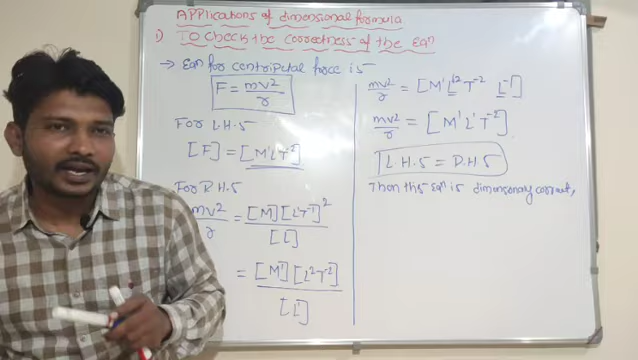 Applications of dimensional formula
1) To check the correctness of the Eqn
→ Eqn for centripetal force is
F = mv²/r
For L.H.S
[F] = [M¹L¹T⁻²]
For R.H.S
mv²/r = [M][L¹T⁻¹]²/[L]
= [M¹][L²T⁻²]/[L¹]
mv²/r = [M¹L²T⁻² L⁻¹]
mv²/r = [M¹L¹T⁻²]
L.H.S = R.H.S
Then this Eqn is dimensionaly correct,